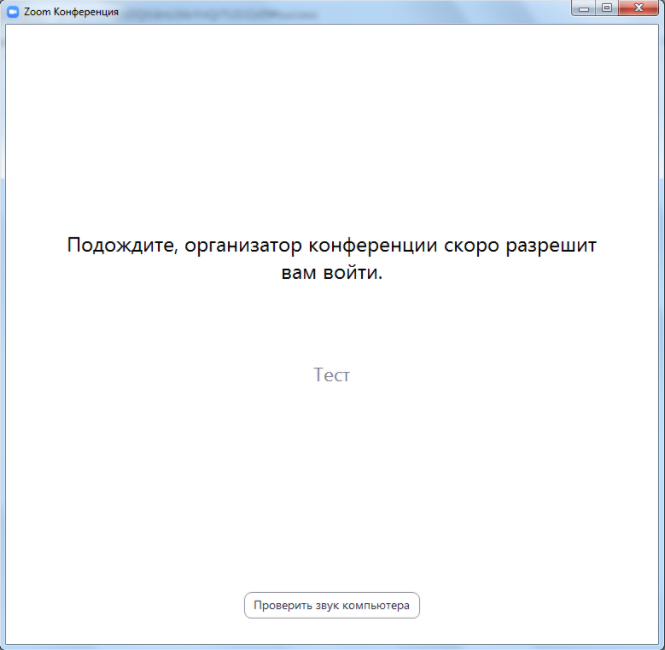 Zoom Конференция
Подождите, организатор конференции скоро разрешит
вам войти.
Тест
Проверить звук компьютера